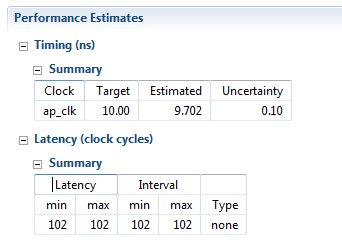 Performance Estimates
Timing (ns)
Summary
Clock Target Estimated Uncertainty
ap_clk 10.00 9.702 0.10
Latency (clock cycles)
Summary
Latency Interval
min max min max Type
102 102 102 102 none